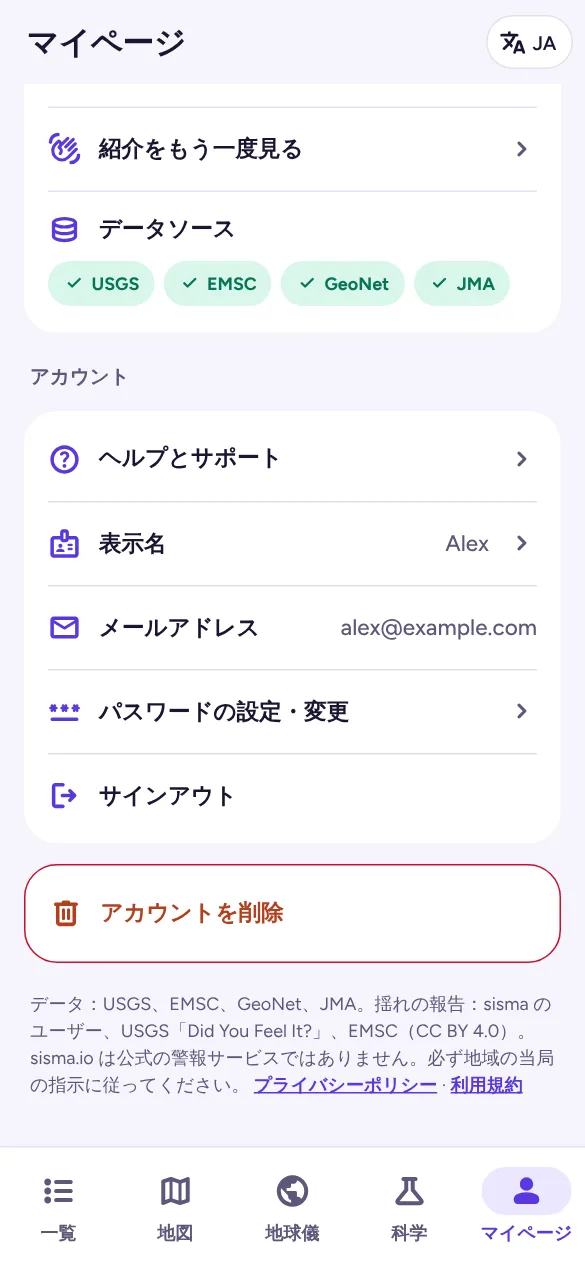 マイページ
JA
紹介をもう一度見る
データソース
USGS EMSC GeoNet JMA
アカウント
ヘルプとサポート
表示名 Alex
メールアドレス alex@example.com
パスワードの設定・変更
サインアウト
アカウントを削除
データ：USGS、EMSC、GeoNet、JMA。揺れの報告：sisma の
ユーザー、USGS「Did You Feel It?」、EMSC（CC BY 4.0）。
sisma.io は公式の警報サービスではありません。必ず地域の当局
の指示に従ってください。 プライバシーポリシー · 利用規約
一覧 地図 地球儀 科学 マイページ